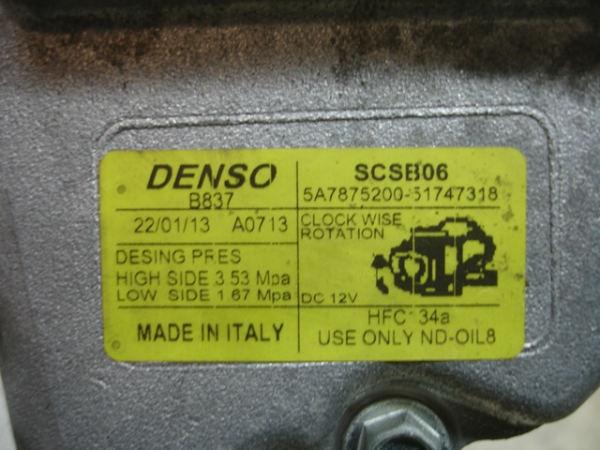 DENSO
B837
22/01/13 A0713
DESING PRES
HIGH SIDE 3.53 Mpa
LOW SIDE 1.67 Mpa
MADE IN ITALY
SCSB06
5A7875200-51747318
CLOCK WISE
ROTATION
DC 12V
HFC 34a
USE ONLY ND-OIL8